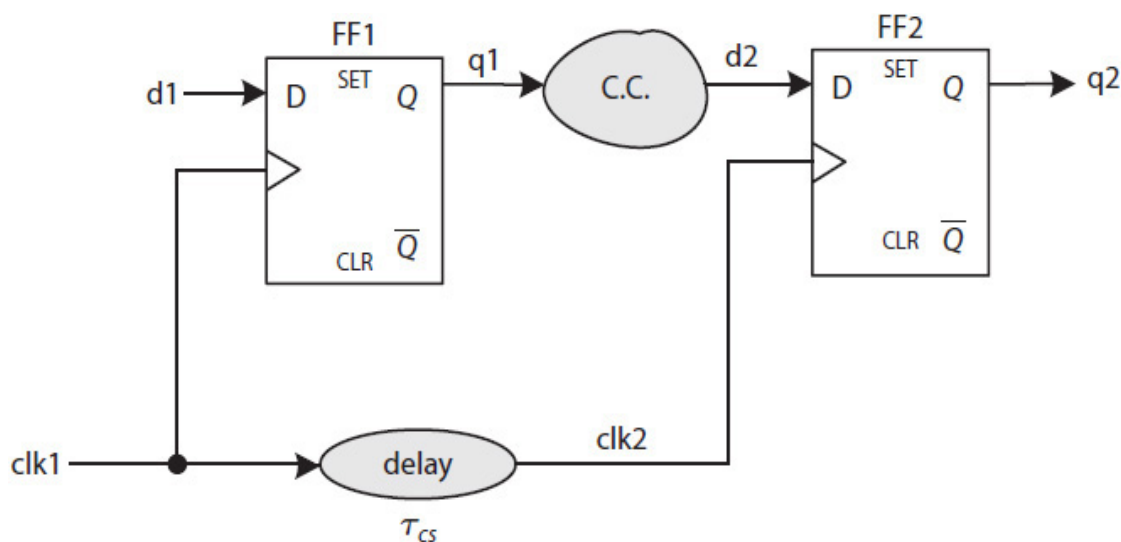 FF1
FF2
d1
D
SET
Q
q1
C.C.
d2
D
SET
Q
q2
CLR
Q̅
CLR
Q̅
clk1
delay
clk2
τcs